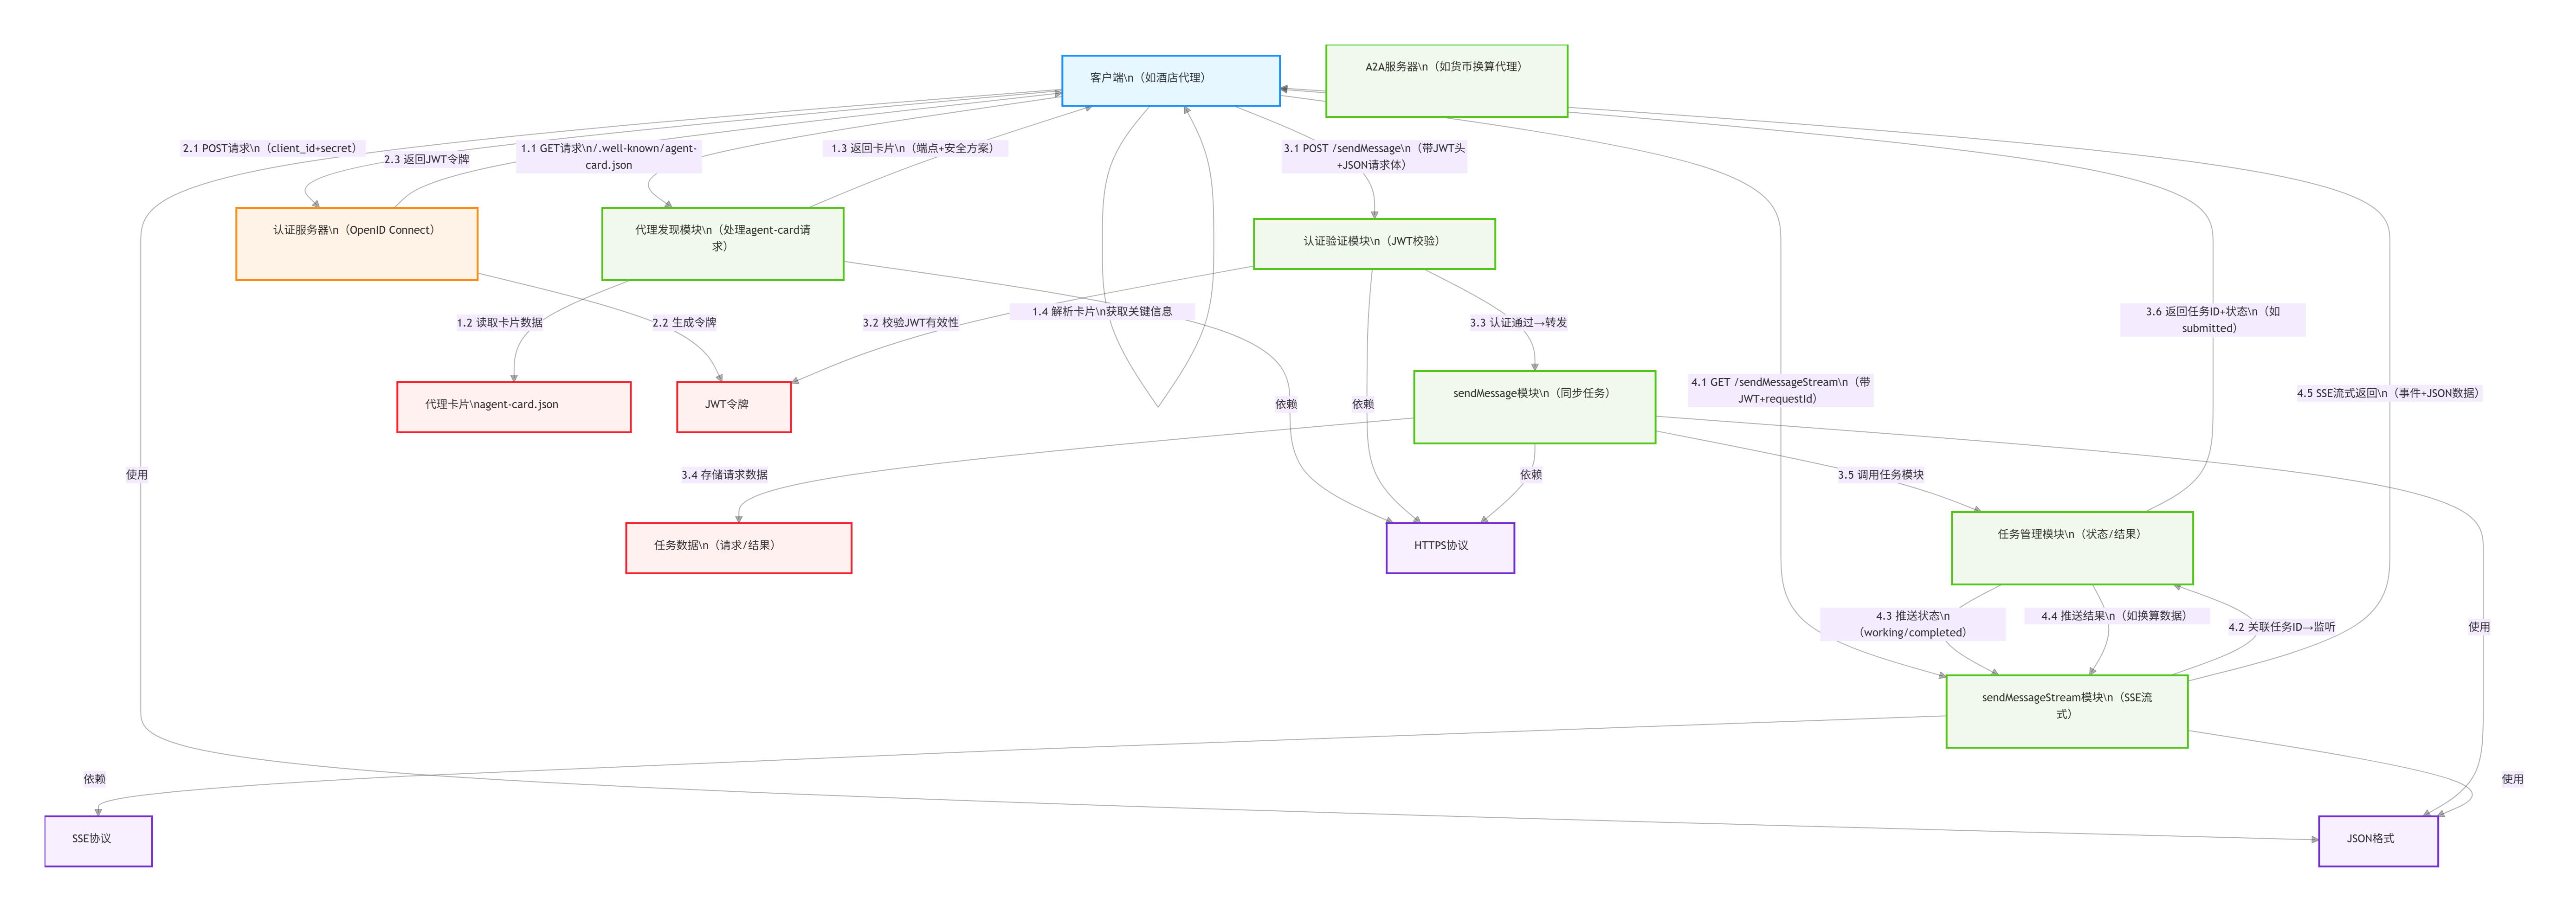 客户端\n（如酒店代理）
A2A服务器\n（如货币换算代理）
2.1 POST请求\n（client_id+secret）
2.3 返回JWT令牌
1.1 GET请求\n/.well-known/agent-
card.json
1.3 返回卡片\n（端点+安全方案）
3.1 POST /sendMessage\n（带JWT头
+JSON请求体）
认证服务器\n（OpenID Connect）
代理发现模块\n（处理agent-card请
求）
认证验证模块\n（JWT校验）
1.2 读取卡片数据
2.2 生成令牌
3.2 校验JWT有效性
1.4 解析卡片\n获取关键信息
3.3 认证通过→转发
3.6 返回任务ID+状态\n（如
submitted）
代理卡片\nagent-card.json
JWT令牌
依赖
依赖
sendMessage模块\n（同步任务）
4.1 GET /sendMessageStream\n（带
JWT+requestId）
4.5 SSE流式返回\n（事件+JSON数据）
使用
3.4 存储请求数据
依赖
3.5 调用任务模块
任务数据\n（请求/结果）
HTTPS协议
任务管理模块\n（状态/结果）
4.3 推送状态\n
（working/completed）
4.4 推送结果\n（如换算数据）
4.2 关联任务ID→监听
使用
sendMessageStream模块\n（SSE流
式）
依赖
使用
SSE协议
JSON格式